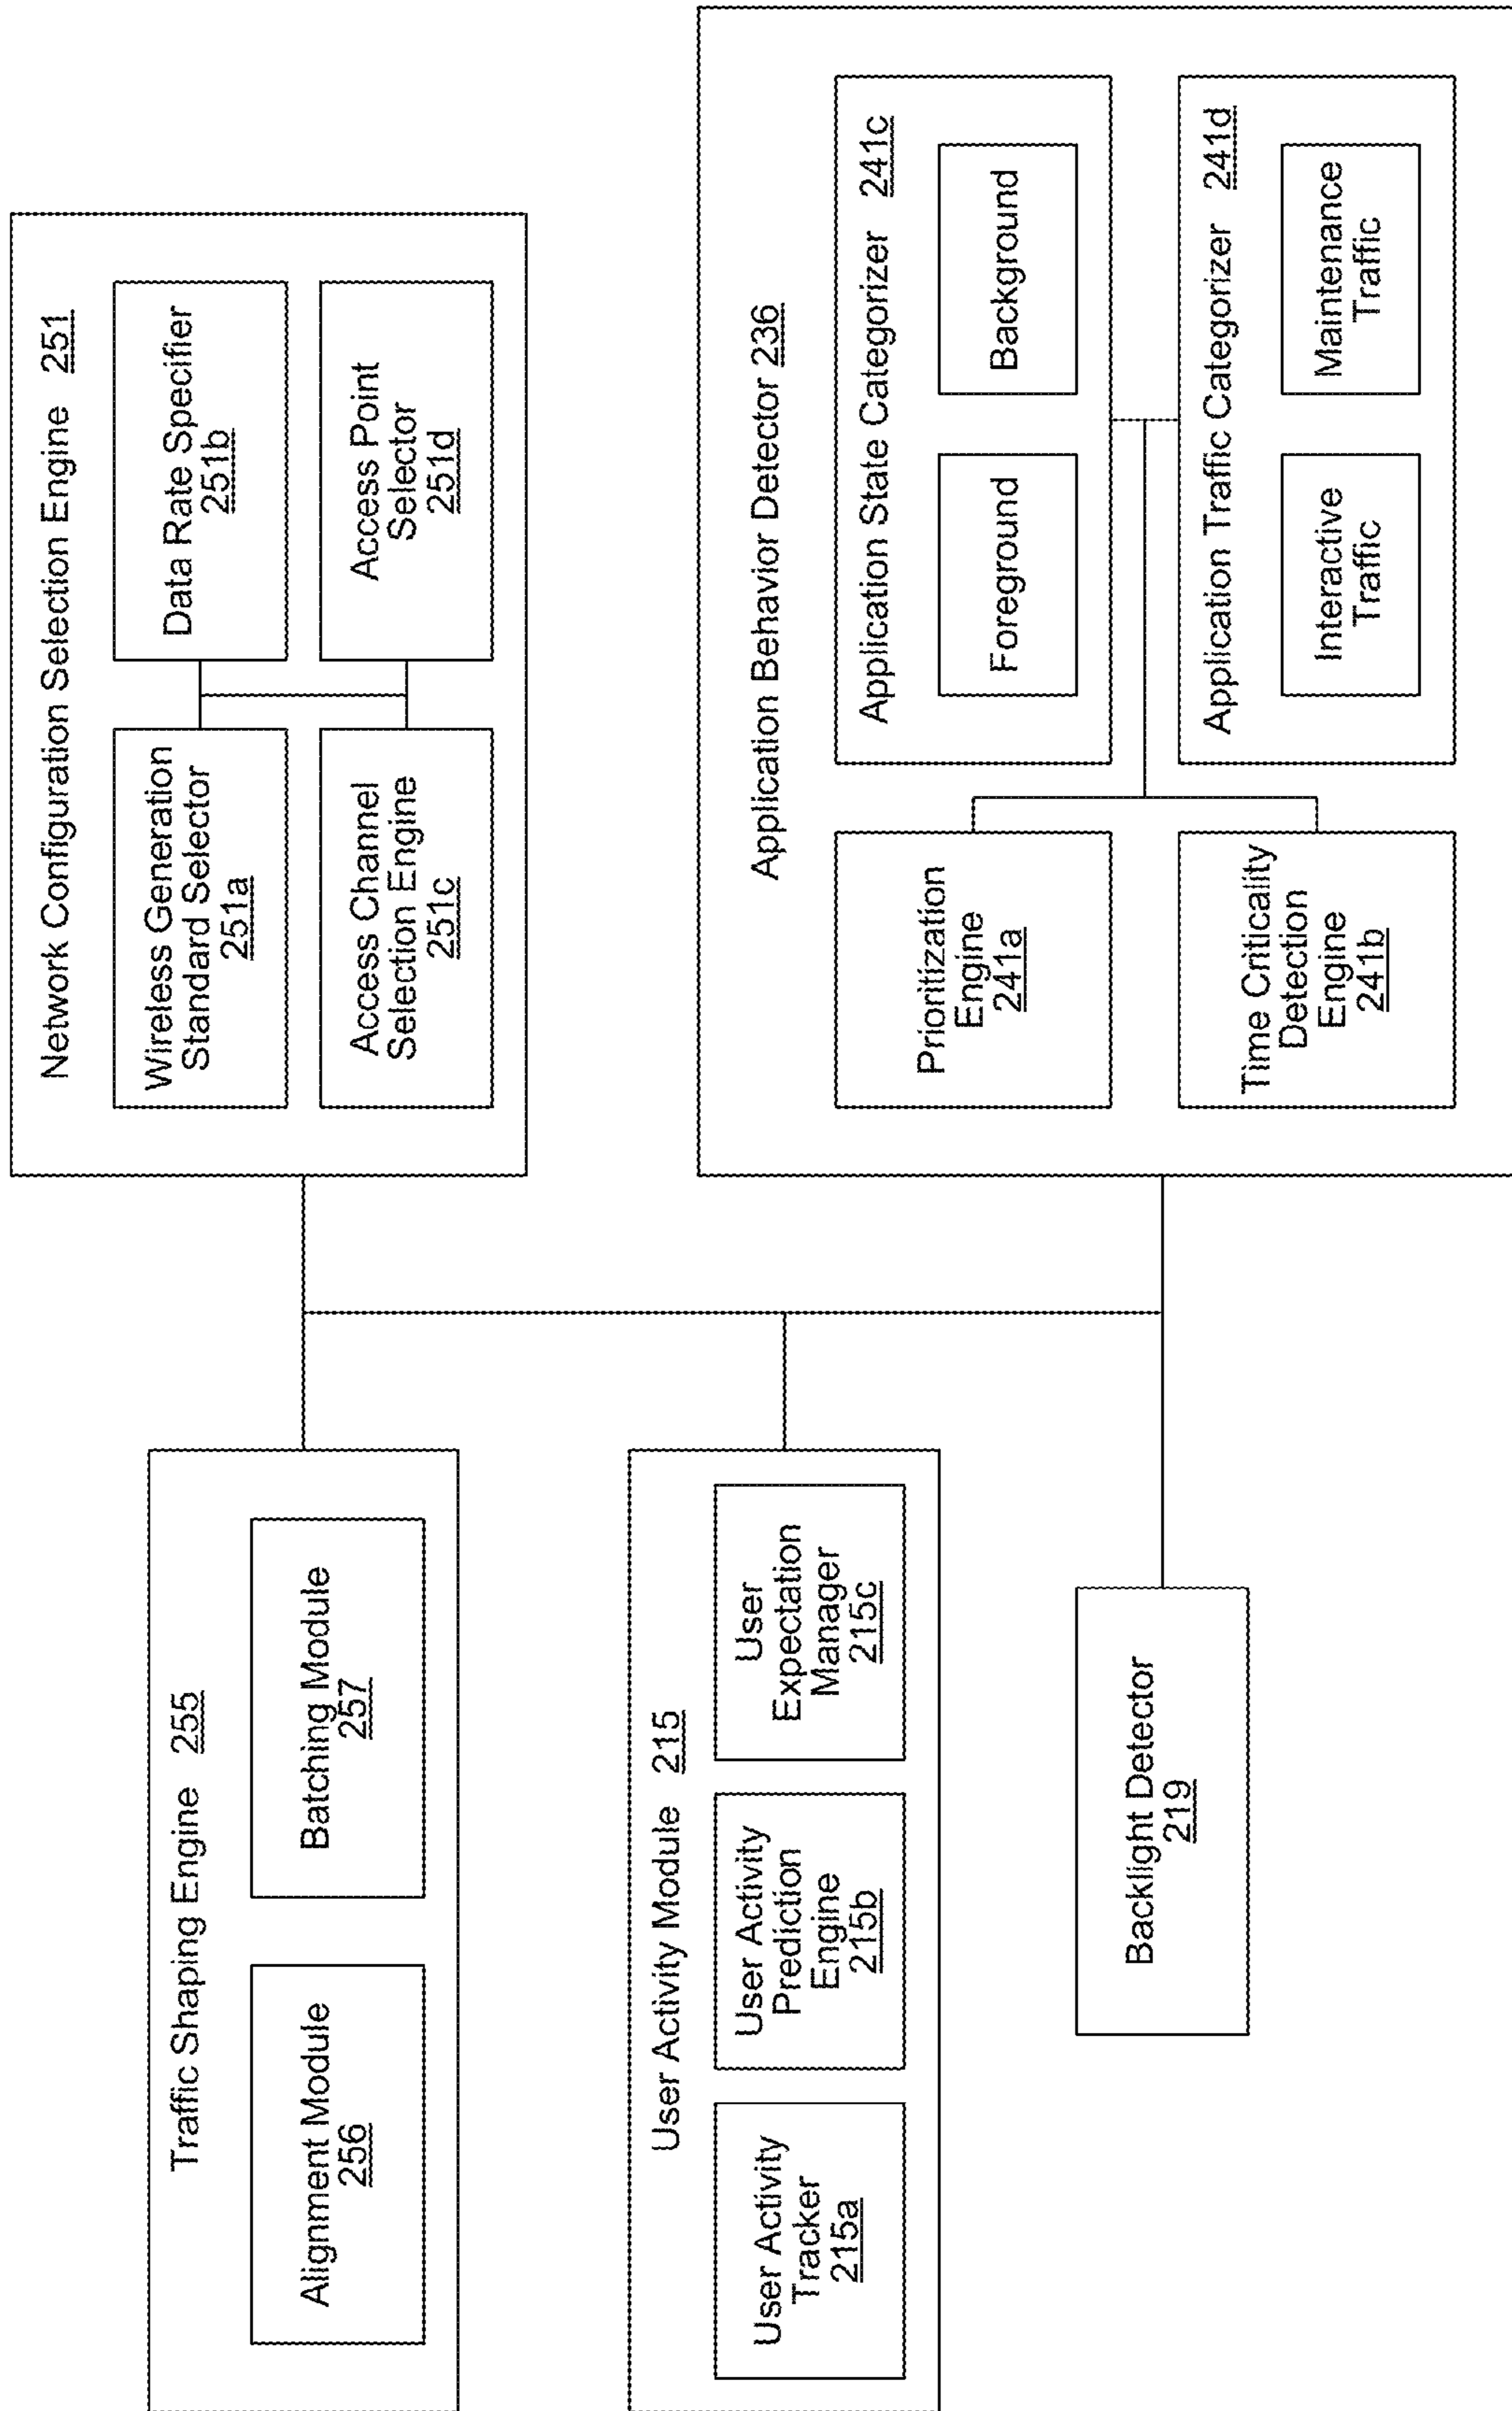 Traffic Shaping Engine 255
Alignment Module
256
Batching Module
257
User Activity Module 215
User Activity
Tracker
215a
User Activity
Prediction
Engine
215b
User
Expectation
Manager
215c
Backlight Detector
219
Network Configuration Selection Engine 251
Wireless Generation
Standard Selector
251a
Data Rate Specifier
251b
Access Channel
Selection Engine
251c
Access Point
Selector
251d
Application Behavior Detector 236
Prioritization
Engine
241a
Time Criticality
Detection
Engine
241b
Application State Categorizer 241c
Foreground
Background
Application Traffic Categorizer 241d
Interactive
Traffic
Maintenance
Traffic